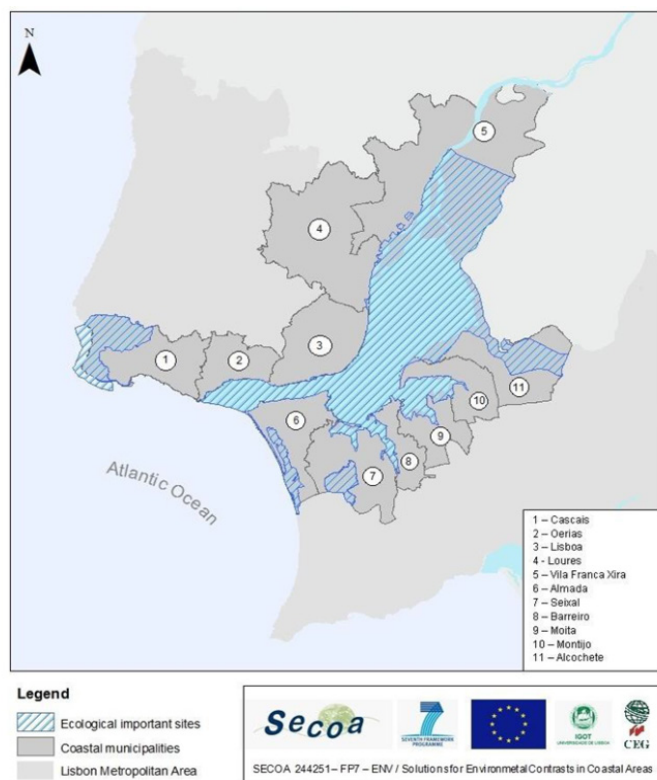 N
5
4
3
1
2
11
10
6
9
8
7
Atlantic Ocean
1 – Cascais
2 – Oerias
3 – Lisboa
4 - Loures
5 – Vila Franca Xira
6 – Almada
7 – Seixal
8 – Barreiro
9 – Moita
10 – Montijo
11 – Alcochete
Legend
Ecological important sites
Coastal municipalities
Lisbon Metropolitan Area
Secoa
SEVENTH FRAMEWORK
PROGRAMME
IGOT
UNIVERSIDADE DE LISBOA
CEG
SECOA 244251– FP7 – ENV / Solutions for Environmetal Contrasts in Coastal Areas